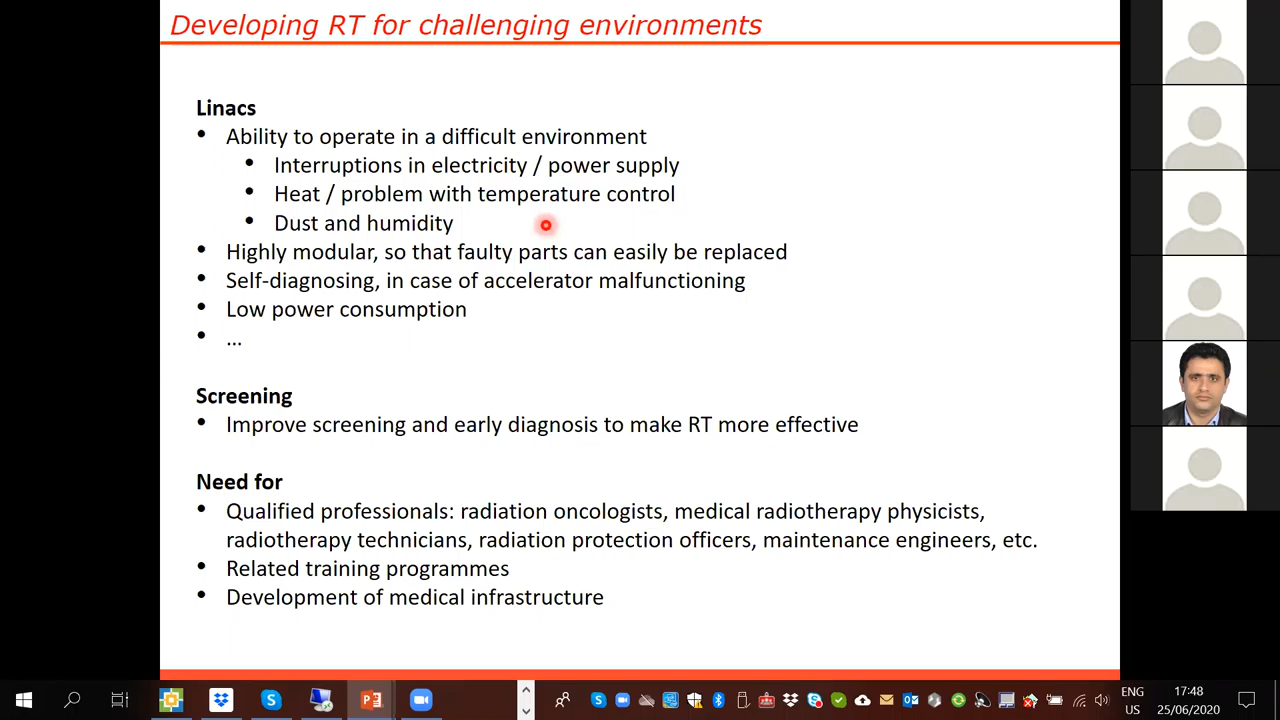 Developing RT for challenging environments
Linacs
• Ability to operate in a difficult environment
• Interruptions in electricity / power supply
• Heat / problem with temperature control
• Dust and humidity
• Highly modular, so that faulty parts can easily be replaced
• Self-diagnosing, in case of accelerator malfunctioning
• Low power consumption
• ...
Screening
• Improve screening and early diagnosis to make RT more effective
Need for
• Qualified professionals: radiation oncologists, medical radiotherapy physicists,
radiotherapy technicians, radiation protection officers, maintenance engineers, etc.
• Related training programmes
• Development of medical infrastructure
ENG
US
17:48
25/06/2020